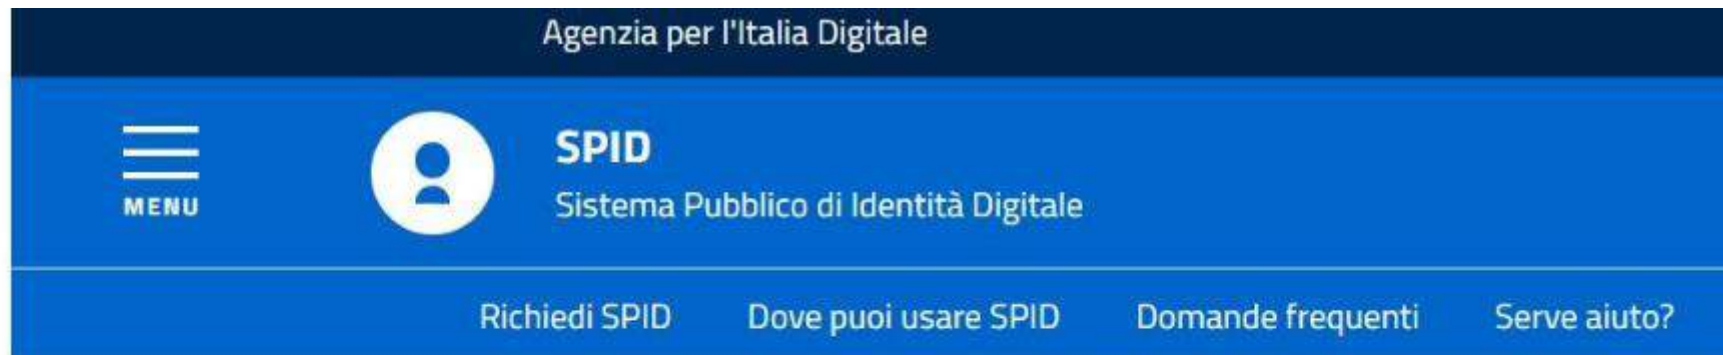 Agenzia per l'Italia Digitale
SPID
Sistema Pubblico di Identità Digitale
MENU
Richiedi SPID Dove puoi usare SPID Domande frequenti Serve aiuto?